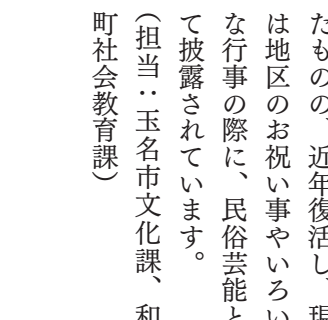 たものの、近年復活し、現
は地区のお祝い事やいろい
な行事の際に、民俗芸能と
て披露されています。
（担当：玉名市文化課、和
町社会教育課）